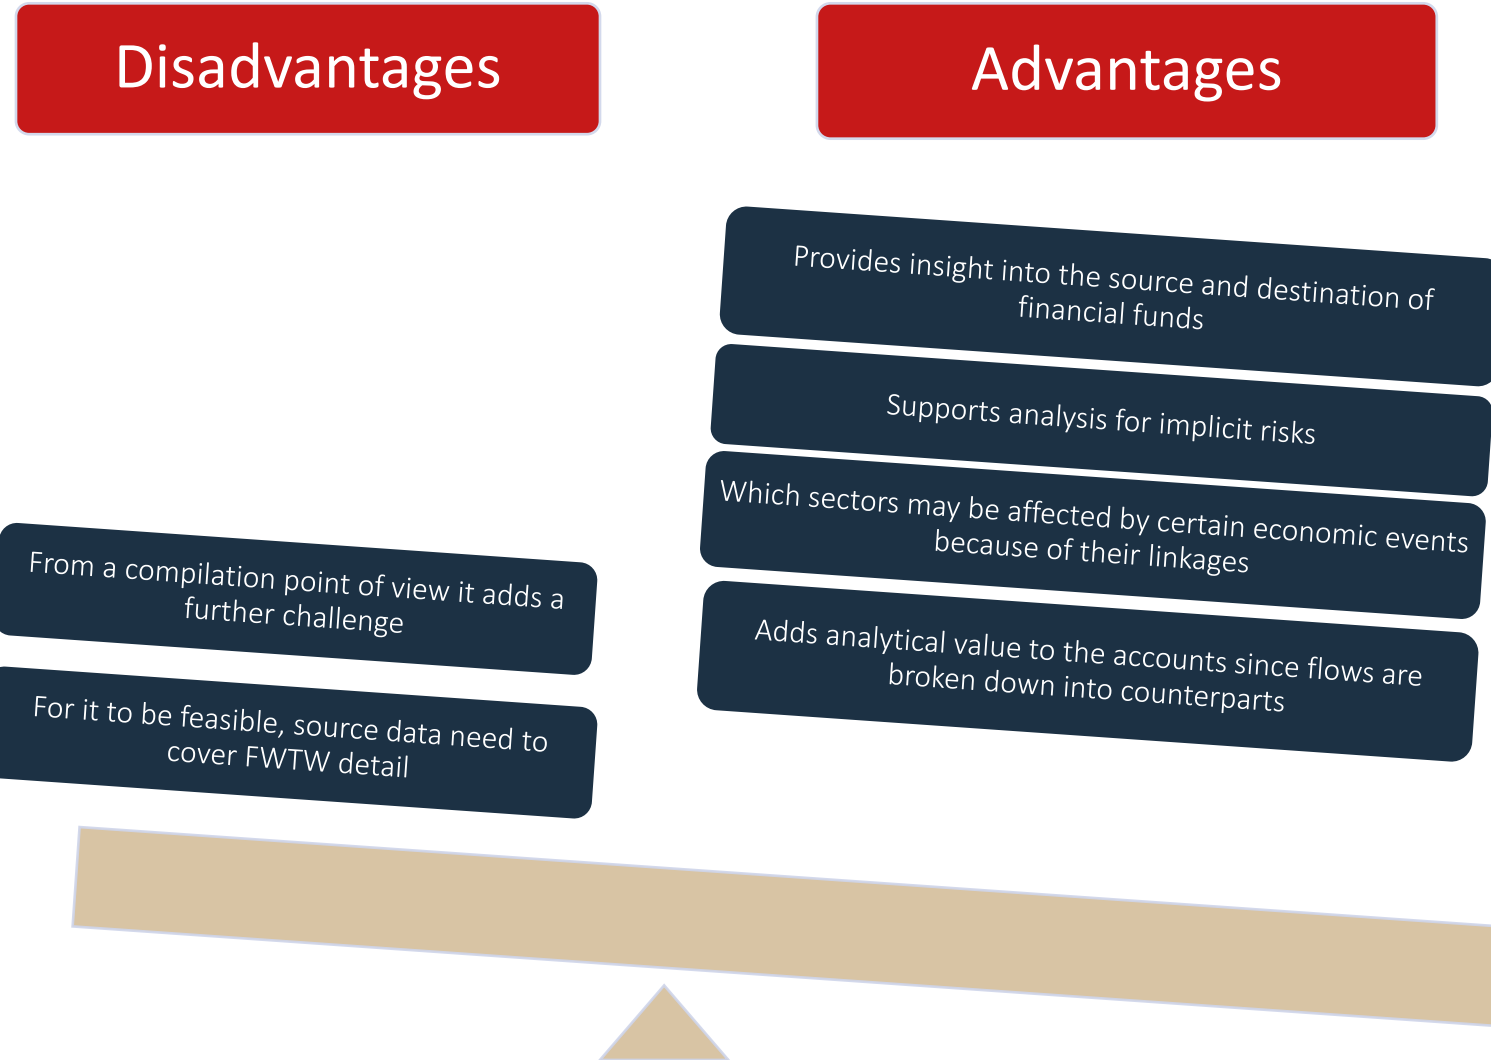 Disadvantages
From a compilation point of view it adds a
further challenge
For it to be feasible, source data need to
cover FWTW detail
Advantages
Provides insight into the source and destination of
financial funds
Supports analysis for implicit risks
Which sectors may be affected by certain economic events
because of their linkages
Adds analytical value to the accounts since flows are
broken down into counterparts